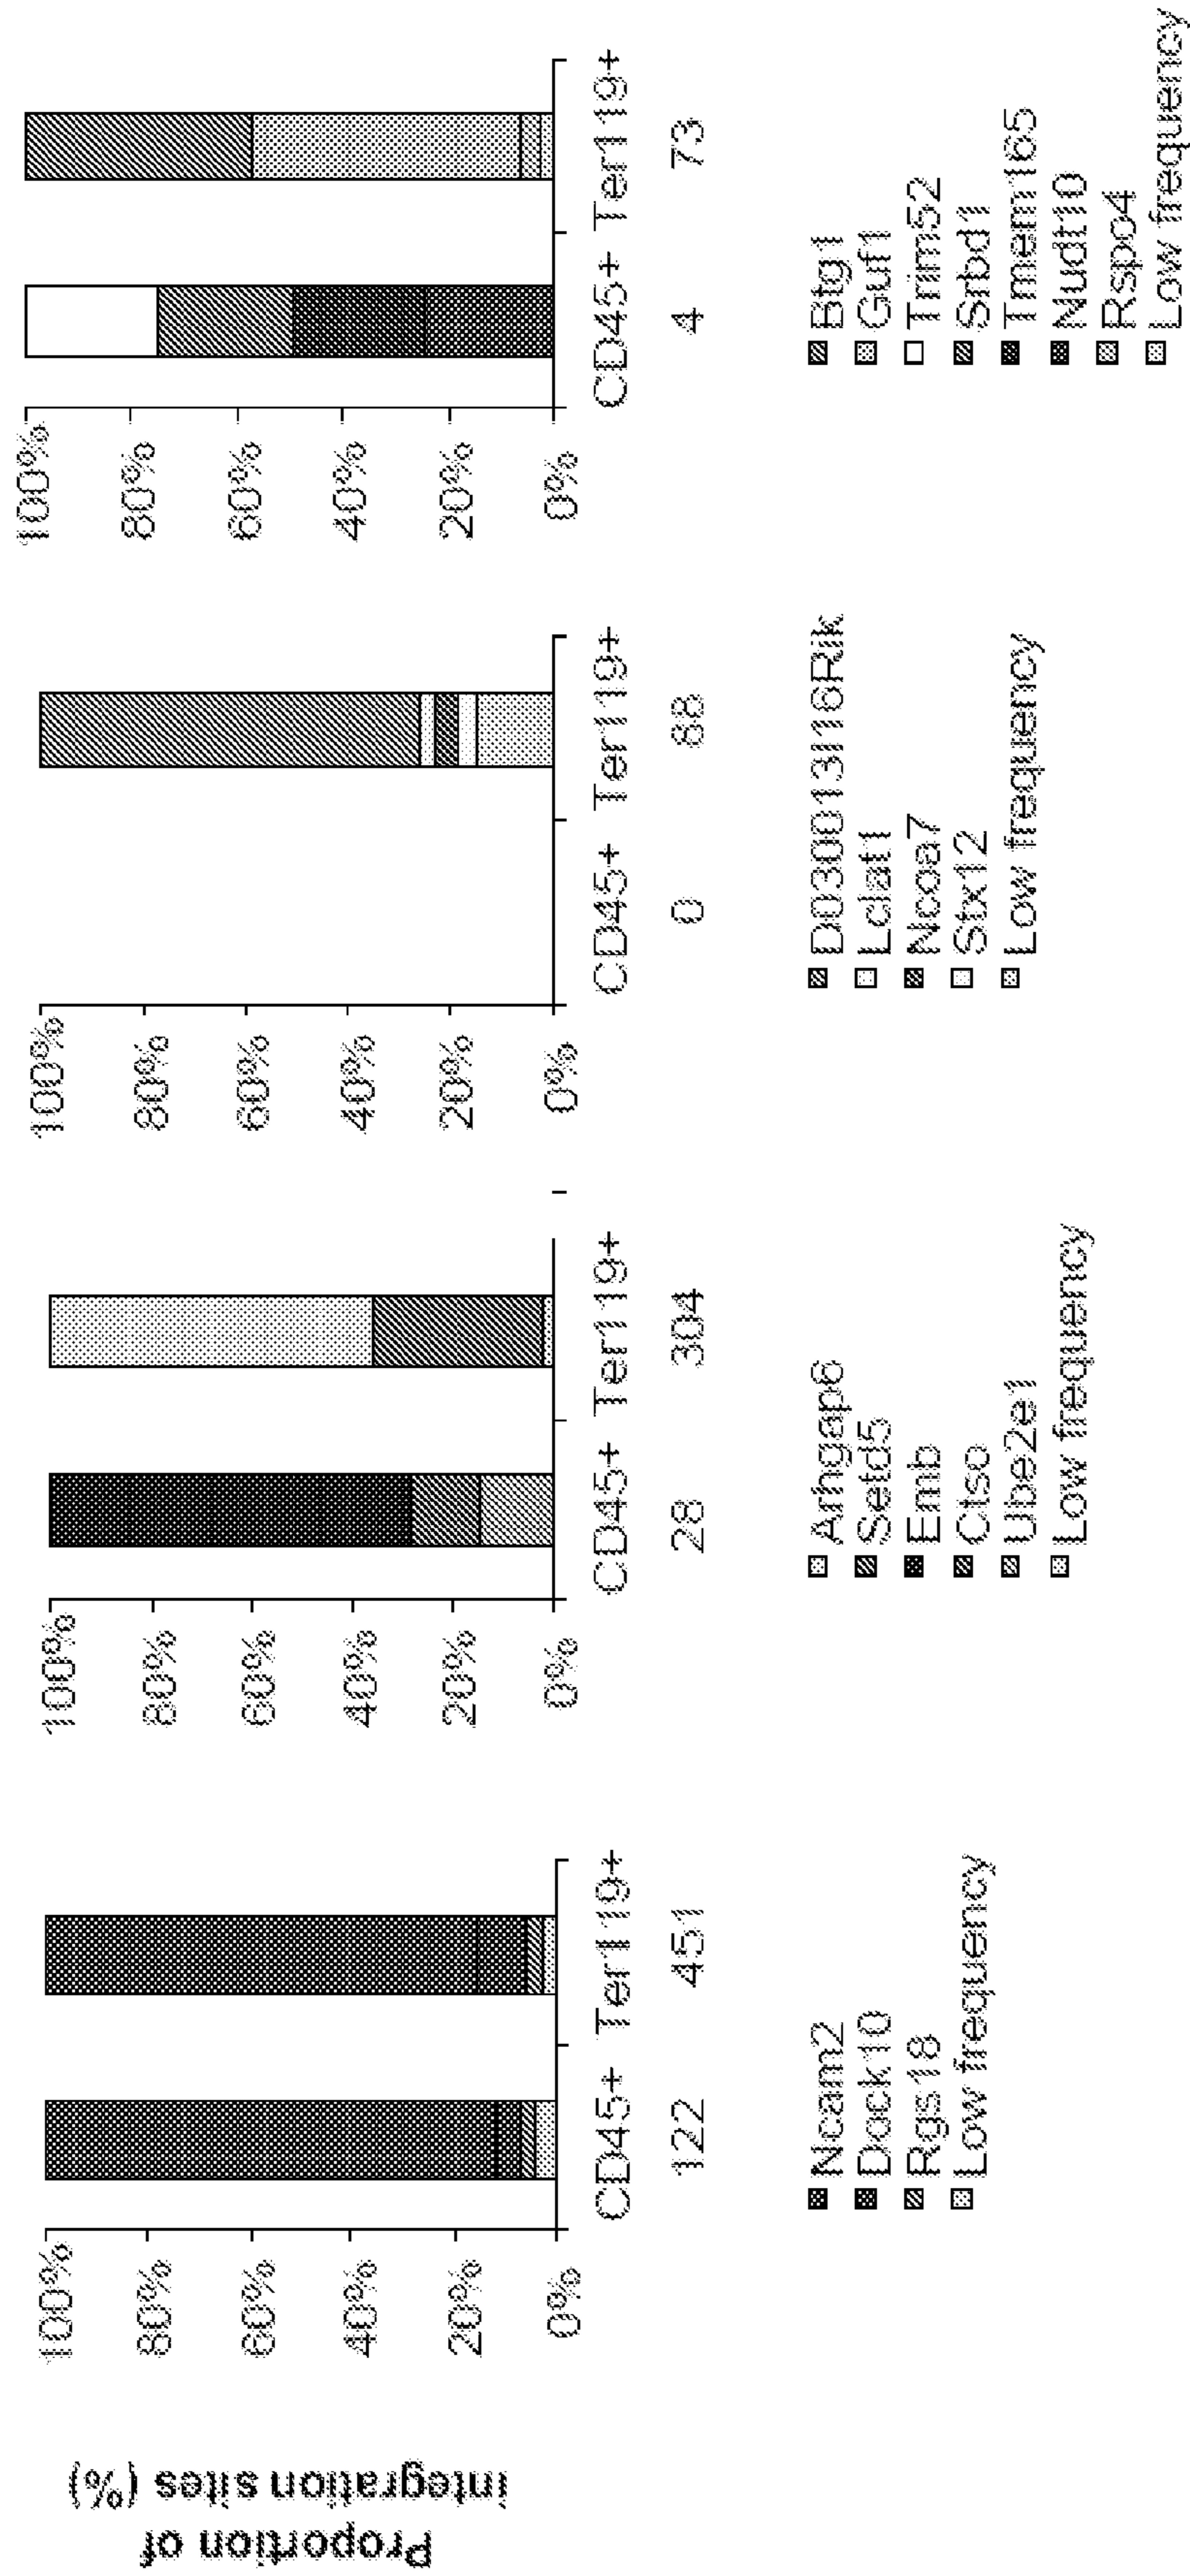 Proportion of
integration sites (%)
100%
80%
60%
40%
20%
0%
CD45+ Ter119+
122 451
Ncam2
Dock10
Rgs18
Low frequency
100%
80%
60%
40%
20%
0%
CD45+ Ter119+
28 304
Arhgap6
Setd5
Emb
Ctso
Ube2e1
Low frequency
100%
80%
60%
40%
20%
0%
CD45+ Ter119+
0 88
D030013I16Rik
Lclat1
Ncoa7
Stx12
Low frequency
100%
80%
60%
40%
20%
0%
CD45+ Ter119+
4 73
Btg1
Guf1
Trim52
Srbd1
Tmem165
Nudt10
Rspo4
Low frequency